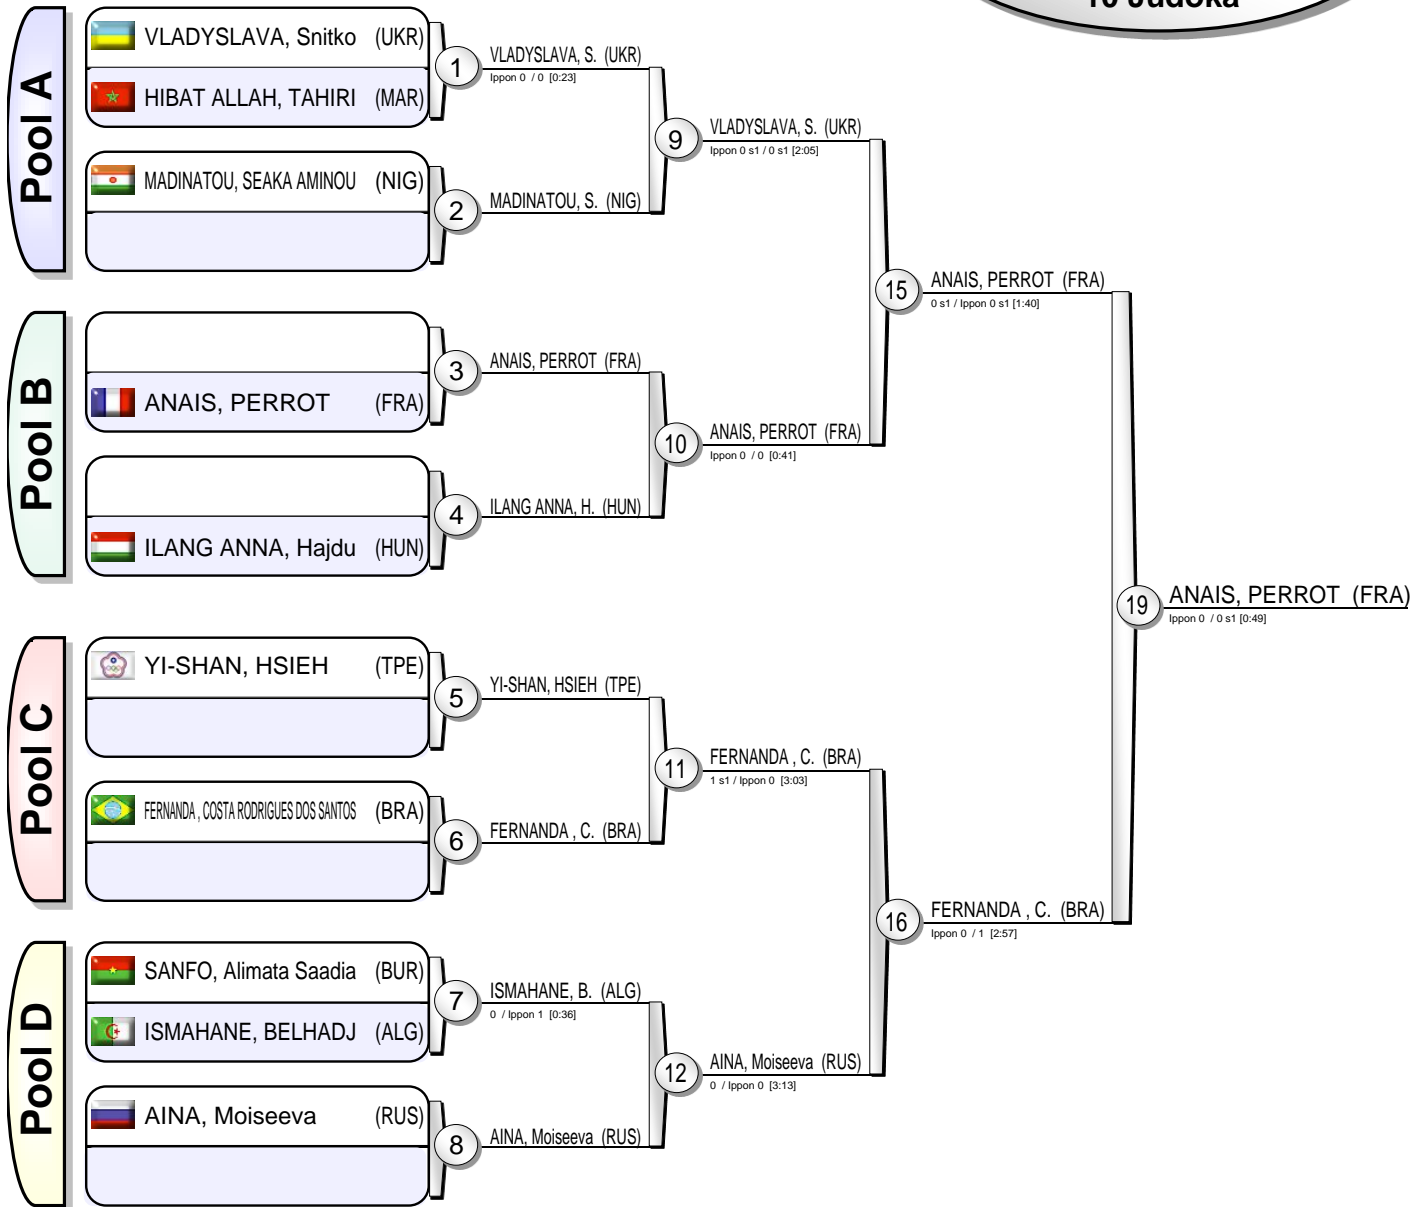 10 Judoka
Pool A
VLADYSLAVA, Snitko (UKR)
HIBAT ALLAH, TAHIRI (MAR)
MADINATOU, SEAKA AMINOU (NIG)
1
VLADYSLAVA, S. (UKR)
Ippon 0 / 0 [0:23]
2
MADINATOU, S. (NIG)
9
VLADYSLAVA, S. (UKR)
Ippon 0 s1 / 0 s1 [2:05]
Pool B
ANAIS, PERROT (FRA)
ILANG ANNA, Hajdu (HUN)
3
ANAIS, PERROT (FRA)
4
ILANG ANNA, H. (HUN)
10
ANAIS, PERROT (FRA)
Ippon 0 / 0 [0:41]
15
ANAIS, PERROT (FRA)
0 s1 / Ippon 0 s1 [1:40]
Pool C
YI-SHAN, HSIEH (TPE)
FERNANDA , COSTA RODRIGUES DOS SANTOS (BRA)
5
YI-SHAN, HSIEH (TPE)
6
FERNANDA , C. (BRA)
11
FERNANDA , C. (BRA)
1 s1 / Ippon 0 [3:03]
Pool D
SANFO, Alimata Saadia (BUR)
ISMAHANE, BELHADJ (ALG)
AINA, Moiseeva (RUS)
7
ISMAHANE, B. (ALG)
0 / Ippon 1 [0:36]
8
AINA, Moiseeva (RUS)
12
AINA, Moiseeva (RUS)
0 / Ippon 0 [3:13]
16
FERNANDA , C. (BRA)
Ippon 0 / 1 [2:57]
19
ANAIS, PERROT (FRA)
Ippon 0 / 0 s1 [0:49]